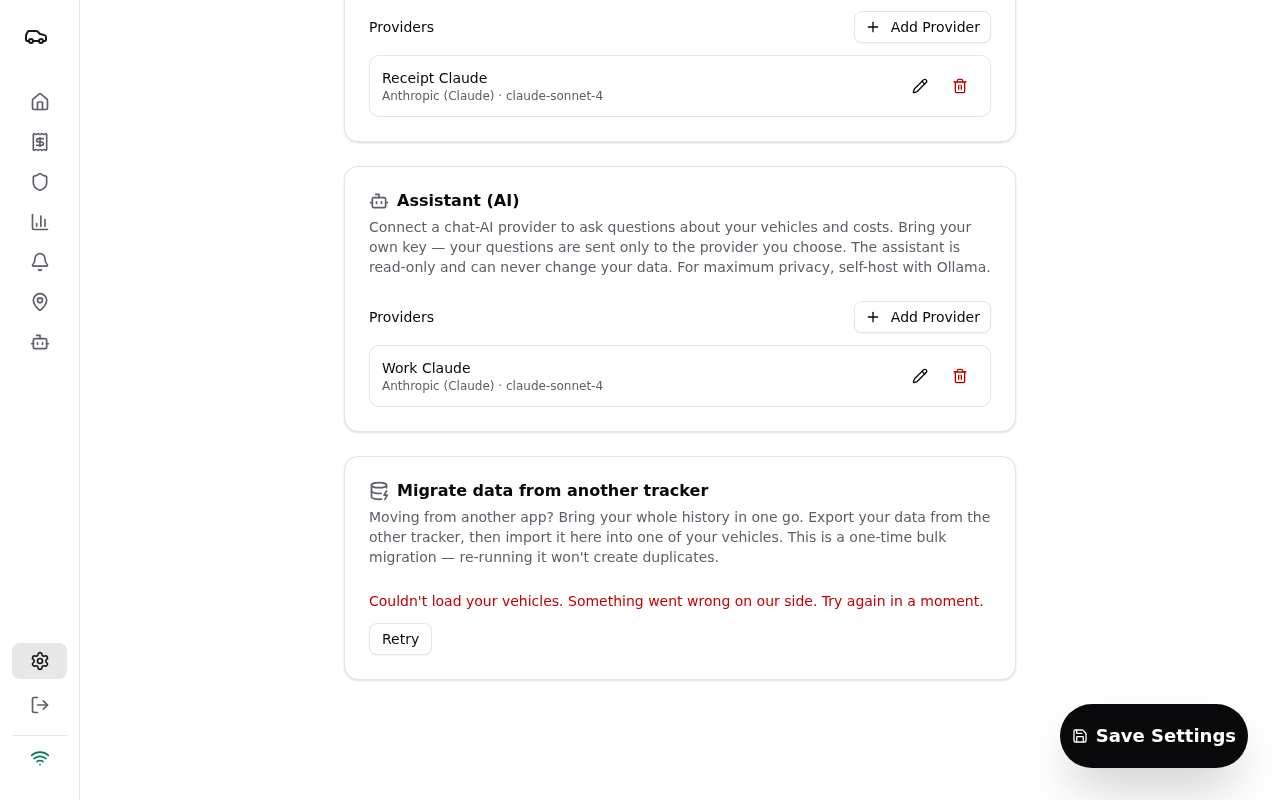 Providers
Add Provider
Receipt Claude
Anthropic (Claude) · claude-sonnet-4
Assistant (AI)
Connect a chat-AI provider to ask questions about your vehicles and costs. Bring your
own key — your questions are sent only to the provider you choose. The assistant is
read-only and can never change your data. For maximum privacy, self-host with Ollama.
Providers
Add Provider
Work Claude
Anthropic (Claude) · claude-sonnet-4
Migrate data from another tracker
Moving from another app? Bring your whole history in one go. Export your data from the
other tracker, then import it here into one of your vehicles. This is a one-time bulk
migration — re-running it won't create duplicates.
Couldn't load your vehicles. Something went wrong on our side. Try again in a moment.
Retry
Save Settings